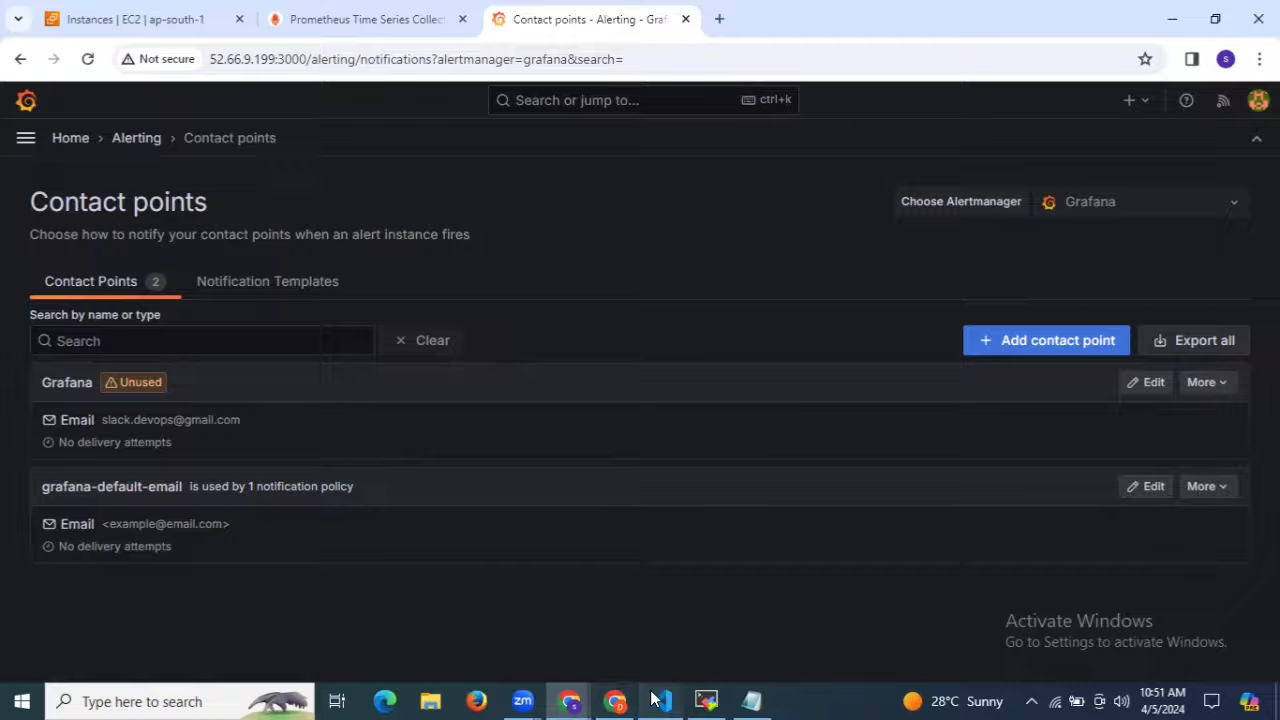 Instances | EC2 | ap-south-1
Prometheus Time Series Collec
Contact points - Alerting - Graf
Not secure
52.66.9.199:3000/alerting/notifications?alertmanager=grafana&search=
S
Search or jump to...
ctrl+k
Home › Alerting › Contact points
Contact points
Choose Alertmanager
Grafana
Choose how to notify your contact points when an alert instance fires
Contact Points 2
Notification Templates
Search by name or type
Search
Clear
+ Add contact point
Export all
Grafana
Unused
Edit
More
Email slack.devops@gmail.com
No delivery attempts
grafana-default-email is used by 1 notification policy
Edit
More
Email <example@email.com>
No delivery attempts
Activate Windows
Go to Settings to activate Windows.
Type here to search
zm
28°C Sunny
10:51 AM
4/5/2024